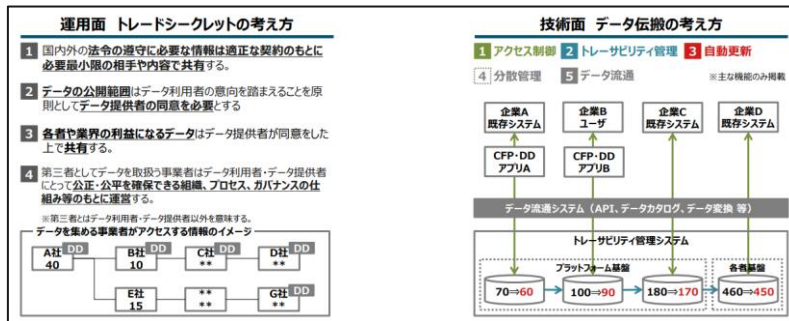 運用面 トレードシークレットの考え方
1 国内外の法令の遵守に必要な情報は適正な契約のもとに
必要最小限の相手や内容で共有する。
2 データの公開範囲はデータ利用者の意向を踏まえることを原
則としてデータ提供者の同意を必要とする
3 各者や業界の利益になるデータはデータ提供者が同意をした
上で共有する。
4 第三者としてデータを取扱う事業者はデータ利用者・データ提供者
にとって公正・公平を確保できる組織、プロセス、ガバナンスの仕
組み等のもとに運営する。
※第三者とはデータ利用者・データ提供者以外を意味する。
データを集める事業者がアクセスする情報のイメージ
A社 DD
40
B社 DD
10
C社 DD
**
D社 DD
**
E社
15
**
**
G社 DD
**
技術面 データ伝搬の考え方
1 アクセス制御 2 トレーサビリティ管理 3 自動更新
4 分散管理 5 データ流通 ※主な機能のみ掲載
企業A
既存システム
企業B
ユーザ
企業C
既存システム
企業D
既存システム
CFP・DD
アプリA
CFP・DD
アプリB
データ流通システム（API、データカタログ、データ変換 等）
トレーサビリティ管理システム
プラットフォーム基盤
各者基盤
70⇒60
100⇒90
180⇒170
460⇒450